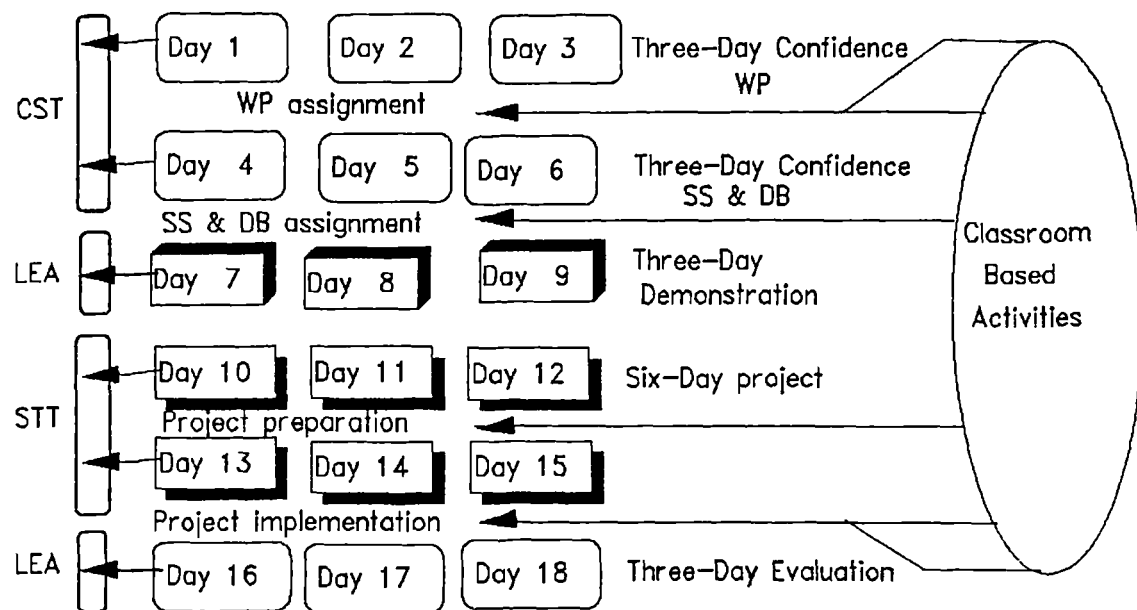 Day 1 Day 2 Day 3 Three-Day Confidence
WP
WP assignment
CST
Day 4 Day 5 Day 6 Three-Day Confidence
SS & DB
SS & DB assignment
LEA Day 7 Day 8 Day 9 Three-Day
Demonstration
Classroom
Based
Activities
Day 10 Day 11 Day 12 Six-Day project
STT
Project preparation
Day 13 Day 14 Day 15
Project implementation
LEA Day 16 Day 17 Day 18 Three-Day Evaluation